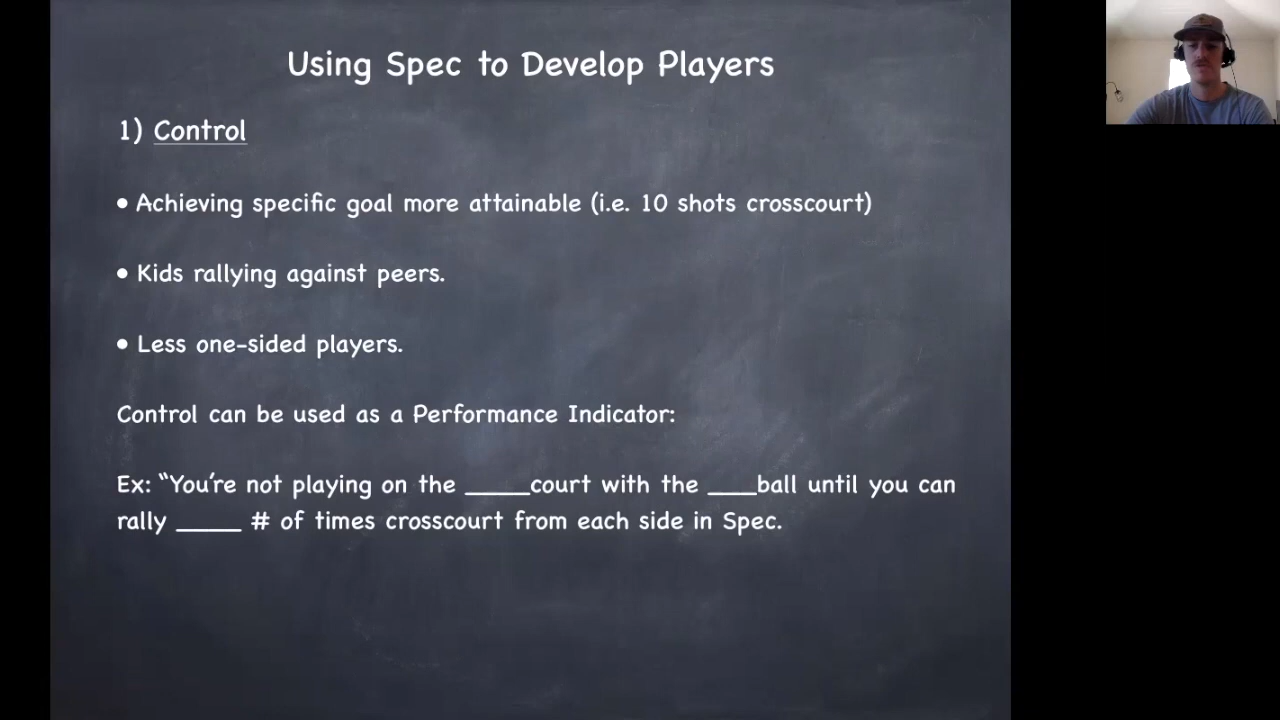 Using Spec to Develop Players
1) Control
• Achieving specific goal more attainable (i.e. 10 shots crosscourt)
• Kids rallying against peers.
• Less one-sided players.
Control can be used as a Performance Indicator:
Ex: “You’re not playing on the _____court with the ____ball until you can
rally _____ # of times crosscourt from each side in Spec.